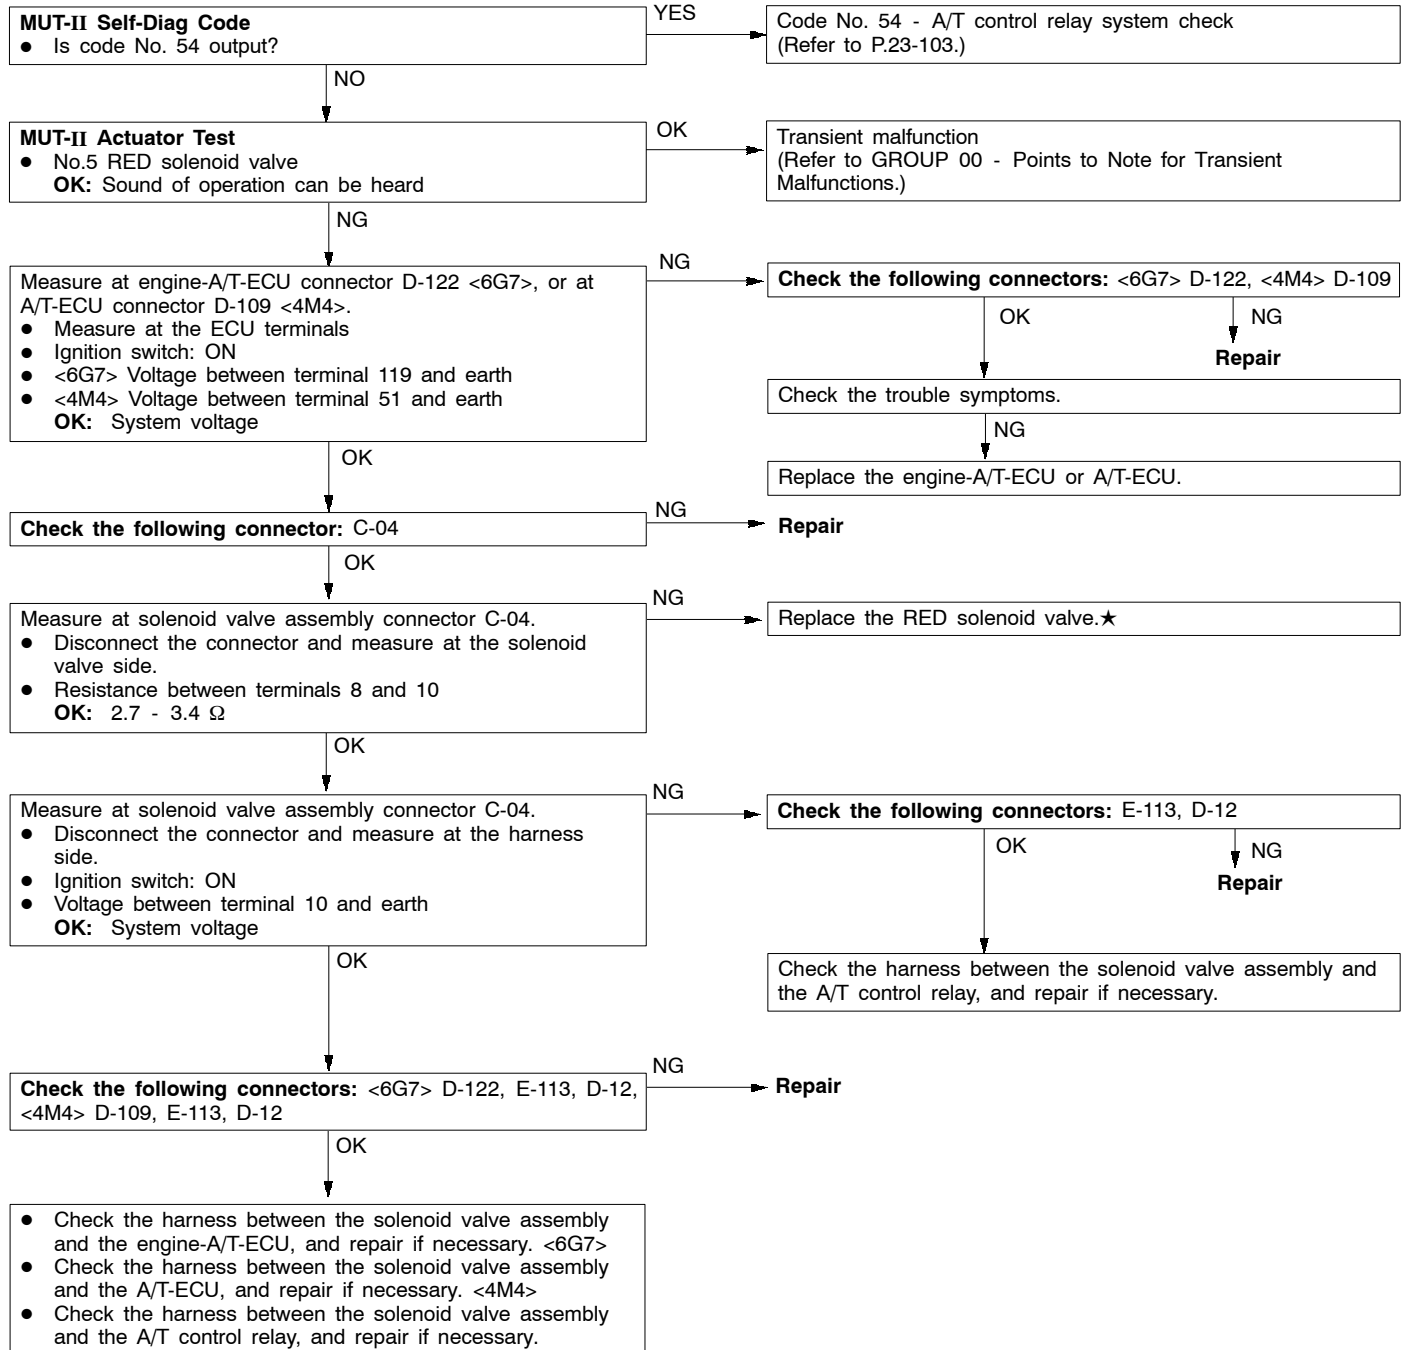 MUT-II Self-Diag Code
● Is code No. 54 output?
YES
Code No. 54 - A/T control relay system check
(Refer to P.23-103.)
NO
MUT-II Actuator Test
● No.5 RED solenoid valve
OK: Sound of operation can be heard
OK
Transient malfunction
(Refer to GROUP 00 - Points to Note for Transient
Malfunctions.)
NG
Measure at engine-A/T-ECU connector D-122 <6G7>, or at
A/T-ECU connector D-109 <4M4>.
● Measure at the ECU terminals
● Ignition switch: ON
● <6G7> Voltage between terminal 119 and earth
● <4M4> Voltage between terminal 51 and earth
OK: System voltage
NG
Check the following connectors: <6G7> D-122, <4M4> D-109
OK
NG
Repair
Check the trouble symptoms.
NG
Replace the engine-A/T-ECU or A/T-ECU.
OK
Check the following connector: C-04
NG
Repair
OK
Measure at solenoid valve assembly connector C-04.
● Disconnect the connector and measure at the solenoid
valve side.
● Resistance between terminals 8 and 10
OK: 2.7 - 3.4 Ω
NG
Replace the RED solenoid valve.★
OK
Measure at solenoid valve assembly connector C-04.
● Disconnect the connector and measure at the harness
side.
● Ignition switch: ON
● Voltage between terminal 10 and earth
OK: System voltage
NG
Check the following connectors: E-113, D-12
OK
NG
Repair
Check the harness between the solenoid valve assembly and
the A/T control relay, and repair if necessary.
OK
Check the following connectors: <6G7> D-122, E-113, D-12,
<4M4> D-109, E-113, D-12
NG
Repair
OK
● Check the harness between the solenoid valve assembly
and the engine-A/T-ECU, and repair if necessary. <6G7>
● Check the harness between the solenoid valve assembly
and the A/T-ECU, and repair if necessary. <4M4>
● Check the harness between the solenoid valve assembly
and the A/T control relay, and repair if necessary.